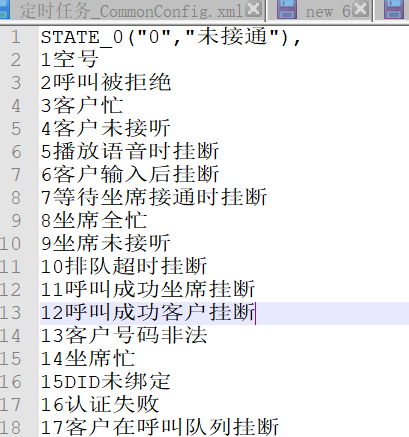 定时任务_CommonConfig.xml
new 6
1 STATE_0("0","未接通"),
2 1空号
3 2呼叫被拒绝
4 3客户忙
5 4客户未接听
6 5播放语音时挂断
7 6客户输入后挂断
8 7等待坐席接通时挂断
9 8坐席全忙
10 9坐席未接听
11 10排队超时挂断
12 11呼叫成功坐席挂断
13 12呼叫成功客户挂断
14 13客户号码非法
15 14坐席忙
16 15DID未绑定
17 16认证失败
18 17客户在呼叫队列挂断